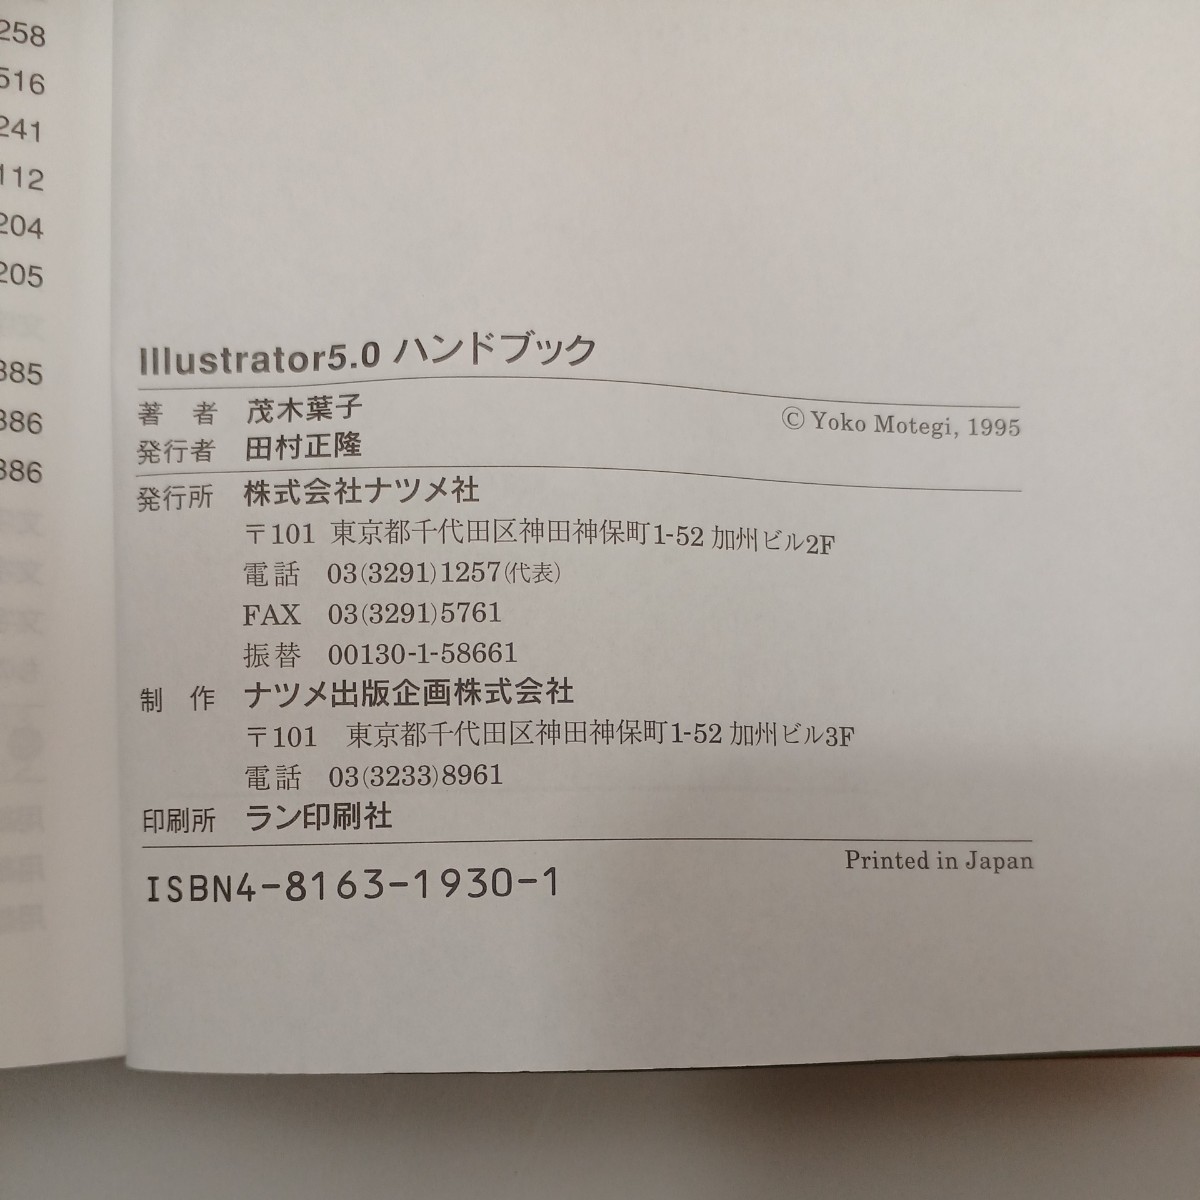 258
516
241
112
204
205
385
386
386
Illustrator5.0 ハンドブック
著 者 茂木葉子
© Yoko Motegi, 1995
発行者 田村正隆
発行所 株式会社ナツメ社
〒101 東京都千代田区神田神保町1-52 加州ビル2F
電話 03(3291)1257(代表)
FAX 03(3291)5761
振替 00130-1-58661
制 作 ナツメ出版企画株式会社
〒101 東京都千代田区神田神保町1-52 加州ビル3F
電話 03(3233)8961
印刷所 ラン印刷社
ISBN4-8163-1930-1
Printed in Japan